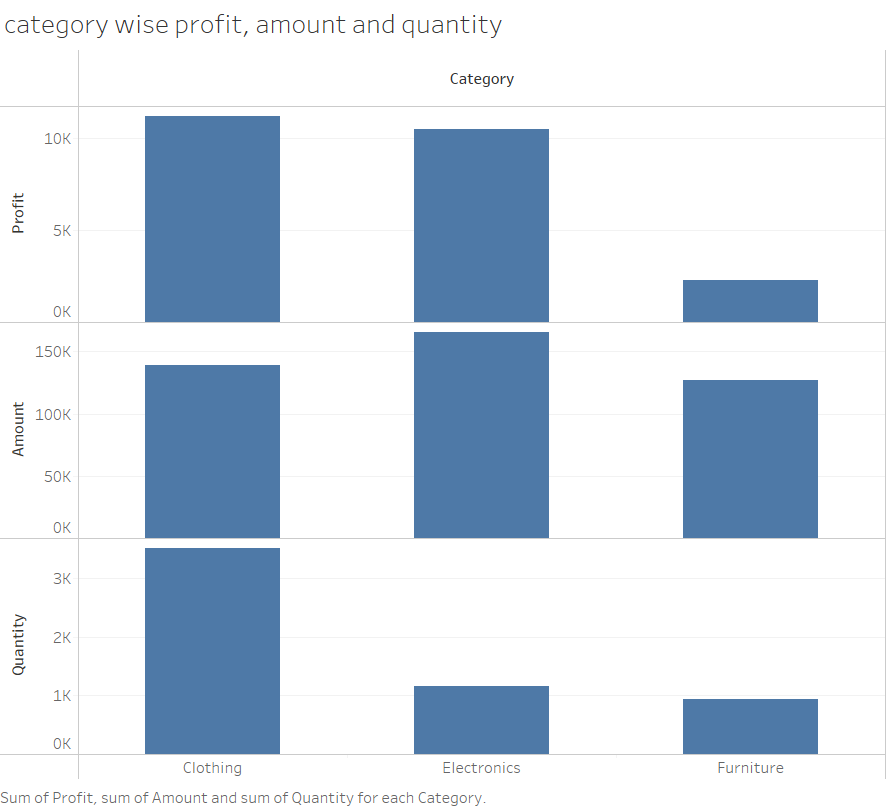 category wise profit, amount and quantity
Category
Profit
10K
5K
0K
Amount
150K
100K
50K
0K
Quantity
3K
2K
1K
0K
Clothing Electronics Furniture
Sum of Profit, sum of Amount and sum of Quantity for each Category.